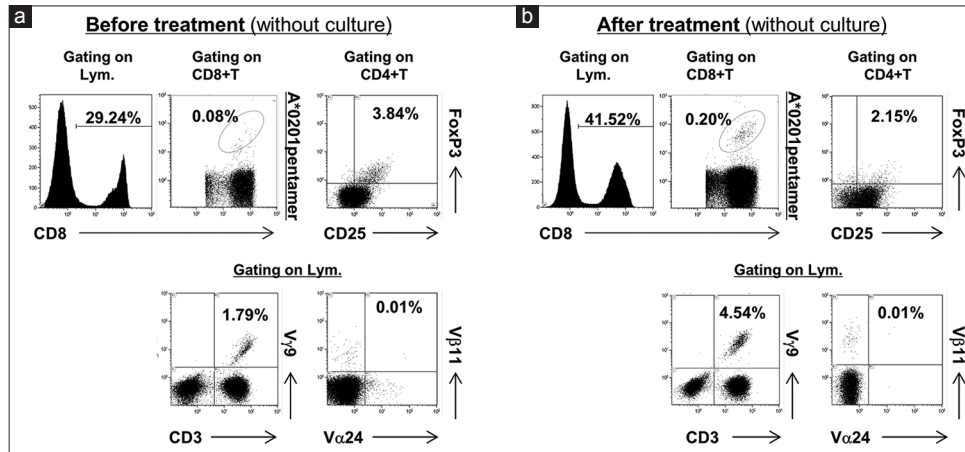 a
Before treatment (without culture)
Gating on
Lym.
Gating on
CD8+T
Gating on
CD4+T
29.24%
0.08%
3.84%
A*0201pentamer
FoxP3
CD8
CD25
Gating on Lym.
1.79%
0.01%
Vγ9
Vβ11
CD3
Vα24
b
After treatment (without culture)
Gating on
Lym.
Gating on
CD8+T
Gating on
CD4+T
41.52%
0.20%
2.15%
A*0201pentamer
FoxP3
CD8
CD25
Gating on Lym.
4.54%
0.01%
Vγ9
Vβ11
CD3
Vα24